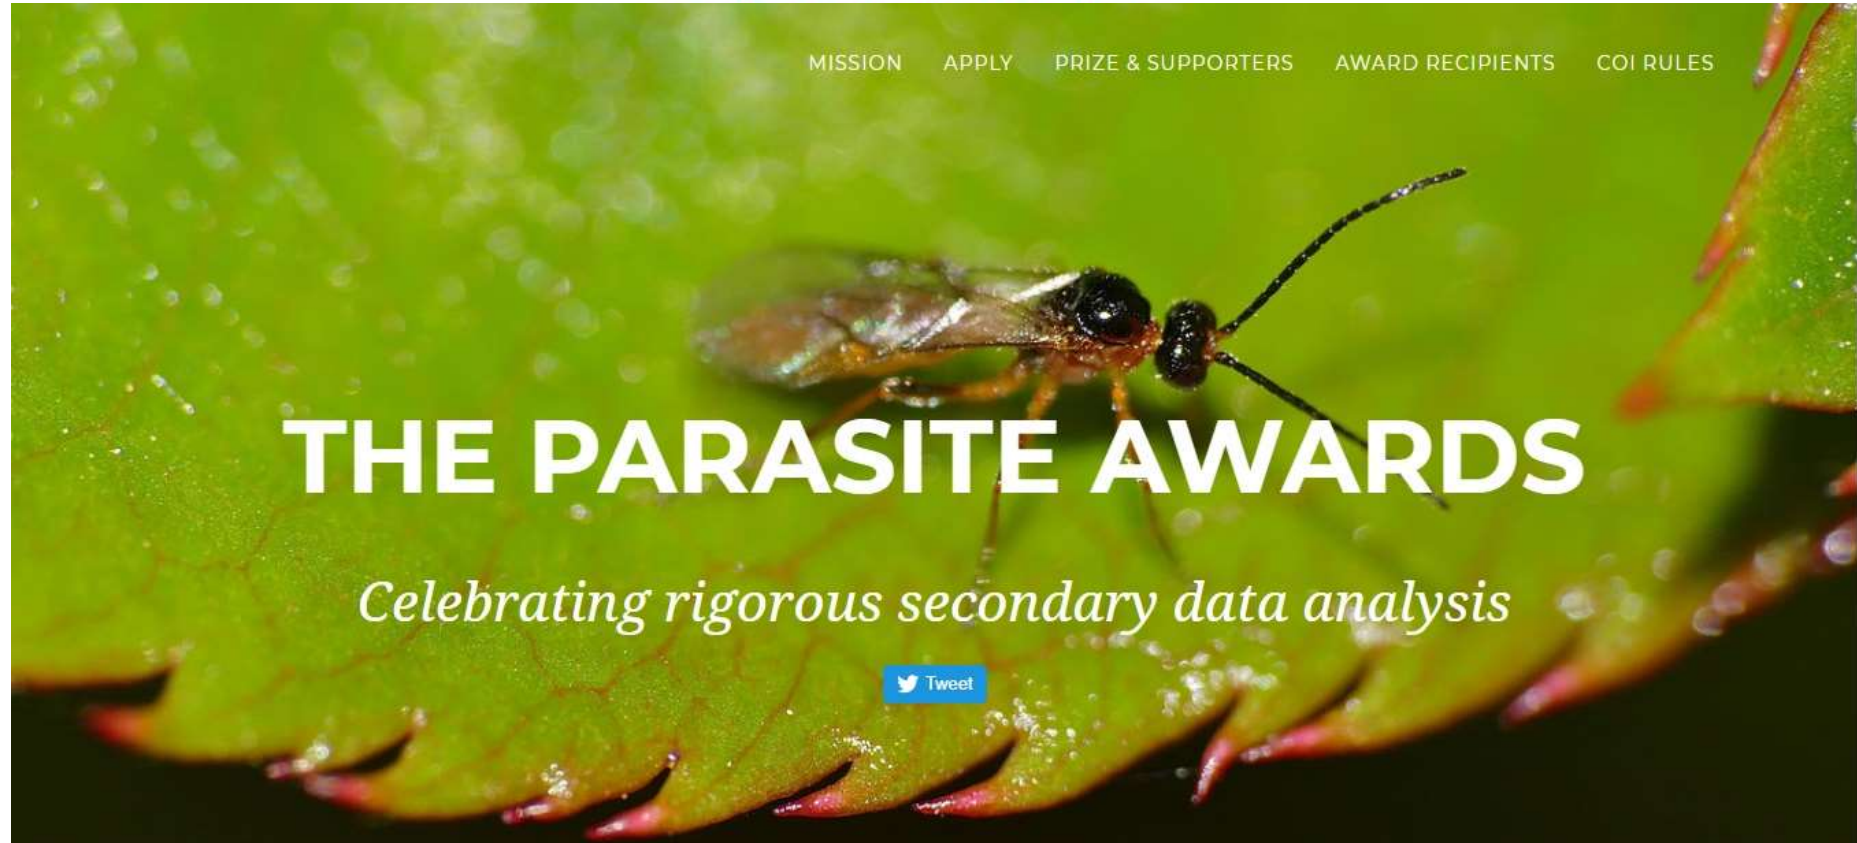 MISSION APPLY PRIZE & SUPPORTERS AWARD RECIPIENTS COI RULES
THE PARASITE AWARDS
Celebrating rigorous secondary data analysis
Tweet